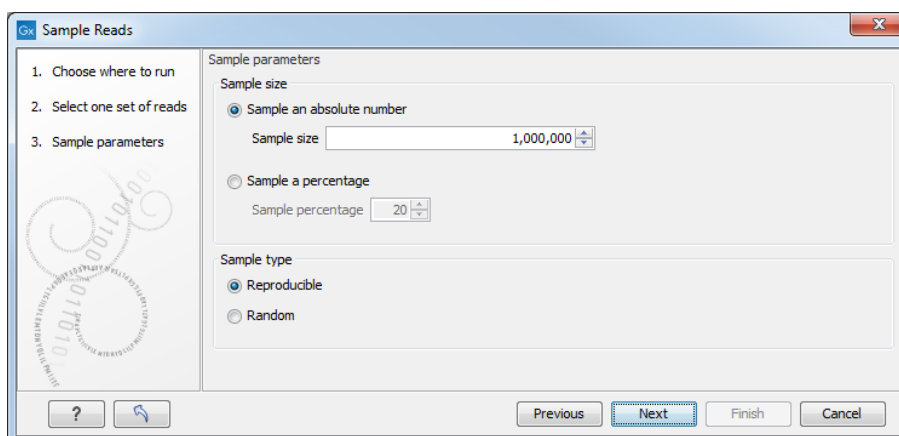 Gx Sample Reads
1. Choose where to run
2. Select one set of reads
3. Sample parameters
Sample parameters
Sample size
Sample an absolute number
Sample size 1,000,000
Sample a percentage
Sample percentage 20
Sample type
Reproducible
Random
? Previous Next Finish Cancel